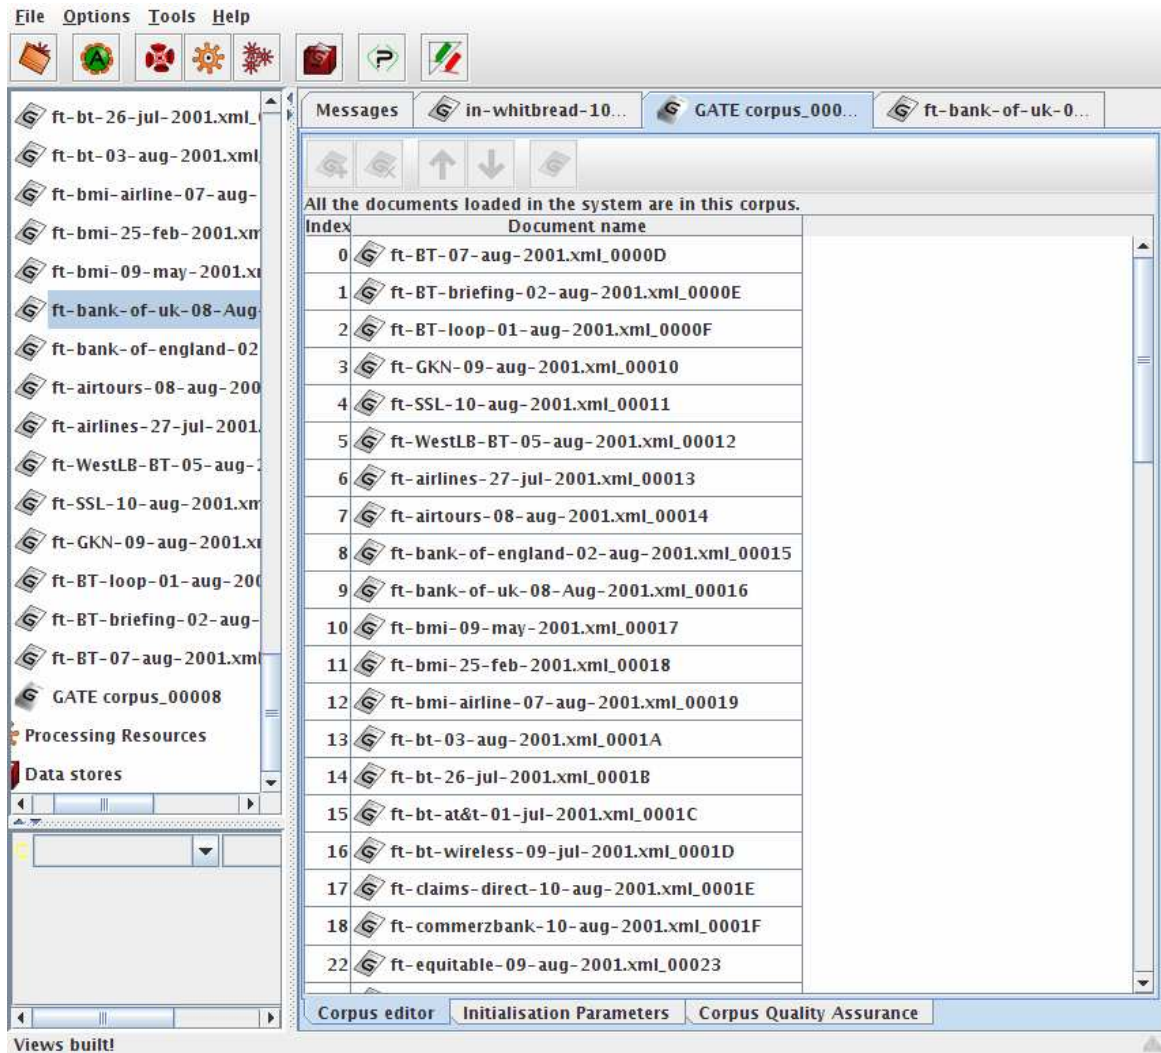 File Options Tools Help
ft-bt-26-jul-2001.xml_
ft-bt-03-aug-2001.xml
ft-bmi-airline-07-aug-
ft-bmi-25-feb-2001.xm
ft-bmi-09-may-2001.x
ft-bank-of-uk-08-Aug-
ft-bank-of-england-02
ft-airtours-08-aug-200
ft-airlines-27-jul-2001.
ft-WestLB-BT-05-aug-2
ft-SSL-10-aug-2001.xm
ft-GKN-09-aug-2001.x
ft-BT-loop-01-aug-200
ft-BT-briefing-02-aug-
ft-BT-07-aug-2001.xml
GATE corpus_00008
Processing Resources
Data stores
Messages in-whitbread-10... GATE corpus_000... ft-bank-of-uk-0...
All the documents loaded in the system are in this corpus.
Index Document name
0 ft-BT-07-aug-2001.xml_0000D
1 ft-BT-briefing-02-aug-2001.xml_0000E
2 ft-BT-loop-01-aug-2001.xml_0000F
3 ft-GKN-09-aug-2001.xml_00010
4 ft-SSL-10-aug-2001.xml_00011
5 ft-WestLB-BT-05-aug-2001.xml_00012
6 ft-airlines-27-jul-2001.xml_00013
7 ft-airtours-08-aug-2001.xml_00014
8 ft-bank-of-england-02-aug-2001.xml_00015
9 ft-bank-of-uk-08-Aug-2001.xml_00016
10 ft-bmi-09-may-2001.xml_00017
11 ft-bmi-25-feb-2001.xml_00018
12 ft-bmi-airline-07-aug-2001.xml_00019
13 ft-bt-03-aug-2001.xml_0001A
14 ft-bt-26-jul-2001.xml_0001B
15 ft-bt-at&t-01-jul-2001.xml_0001C
16 ft-bt-wireless-09-jul-2001.xml_0001D
17 ft-claims-direct-10-aug-2001.xml_0001E
18 ft-commerzbank-10-aug-2001.xml_0001F
22 ft-equitable-09-aug-2001.xml_00023
Corpus editor Initialisation Parameters Corpus Quality Assurance
Views built!